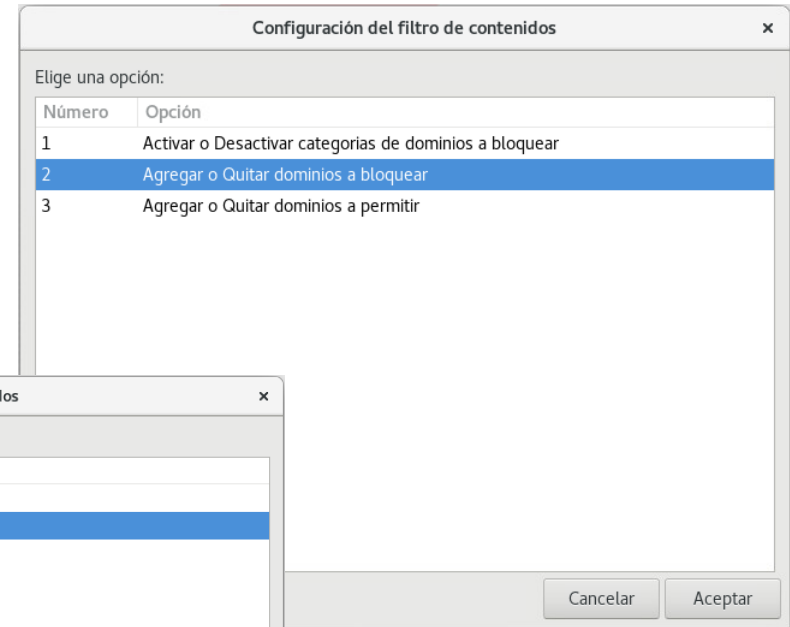 Configuración del filtro de contenidos
×
Elige una opción:
Número Opción
1 Activar o Desactivar categorias de dominios a bloquear
2 Agregar o Quitar dominios a bloquear
3 Agregar o Quitar dominios a permitir
×
Cancelar Aceptar